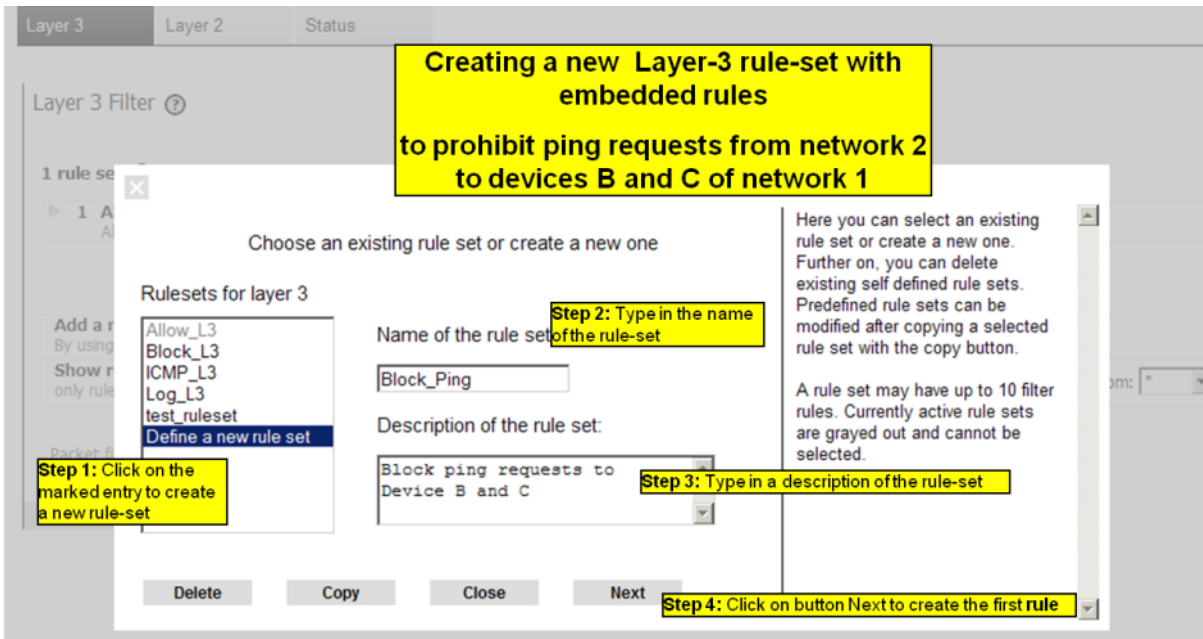 Layer 3
Layer 2
Status
Creating a new Layer-3 rule-set with
embedded rules
to prohibit ping requests from network 2
to devices B and C of network 1
Layer 3 Filter ?
1 rule se
1 A
Al
Add a r
By using
Show r
only rule
om: *
Packet fi
Choose an existing rule set or create a new one
Rulesets for layer 3
Allow_L3
Block_L3
ICMP_L3
Log_L3
test_ruleset
Define a new rule set
Step 1: Click on the
marked entry to create
a new rule-set
Name of the rule set
Step 2: Type in the name
of the rule-set
Block_Ping
Description of the rule set:
Block ping requests to
Device B and C
Step 3: Type in a description of the rule-set
Here you can select an existing
rule set or create a new one.
Further on, you can delete
existing self defined rule sets.
Predefined rule sets can be
modified after copying a selected
rule set with the copy button.
A rule set may have up to 10 filter
rules. Currently active rule sets
are grayed out and cannot be
selected.
Delete
Copy
Close
Next
Step 4: Click on button Next to create the first rule